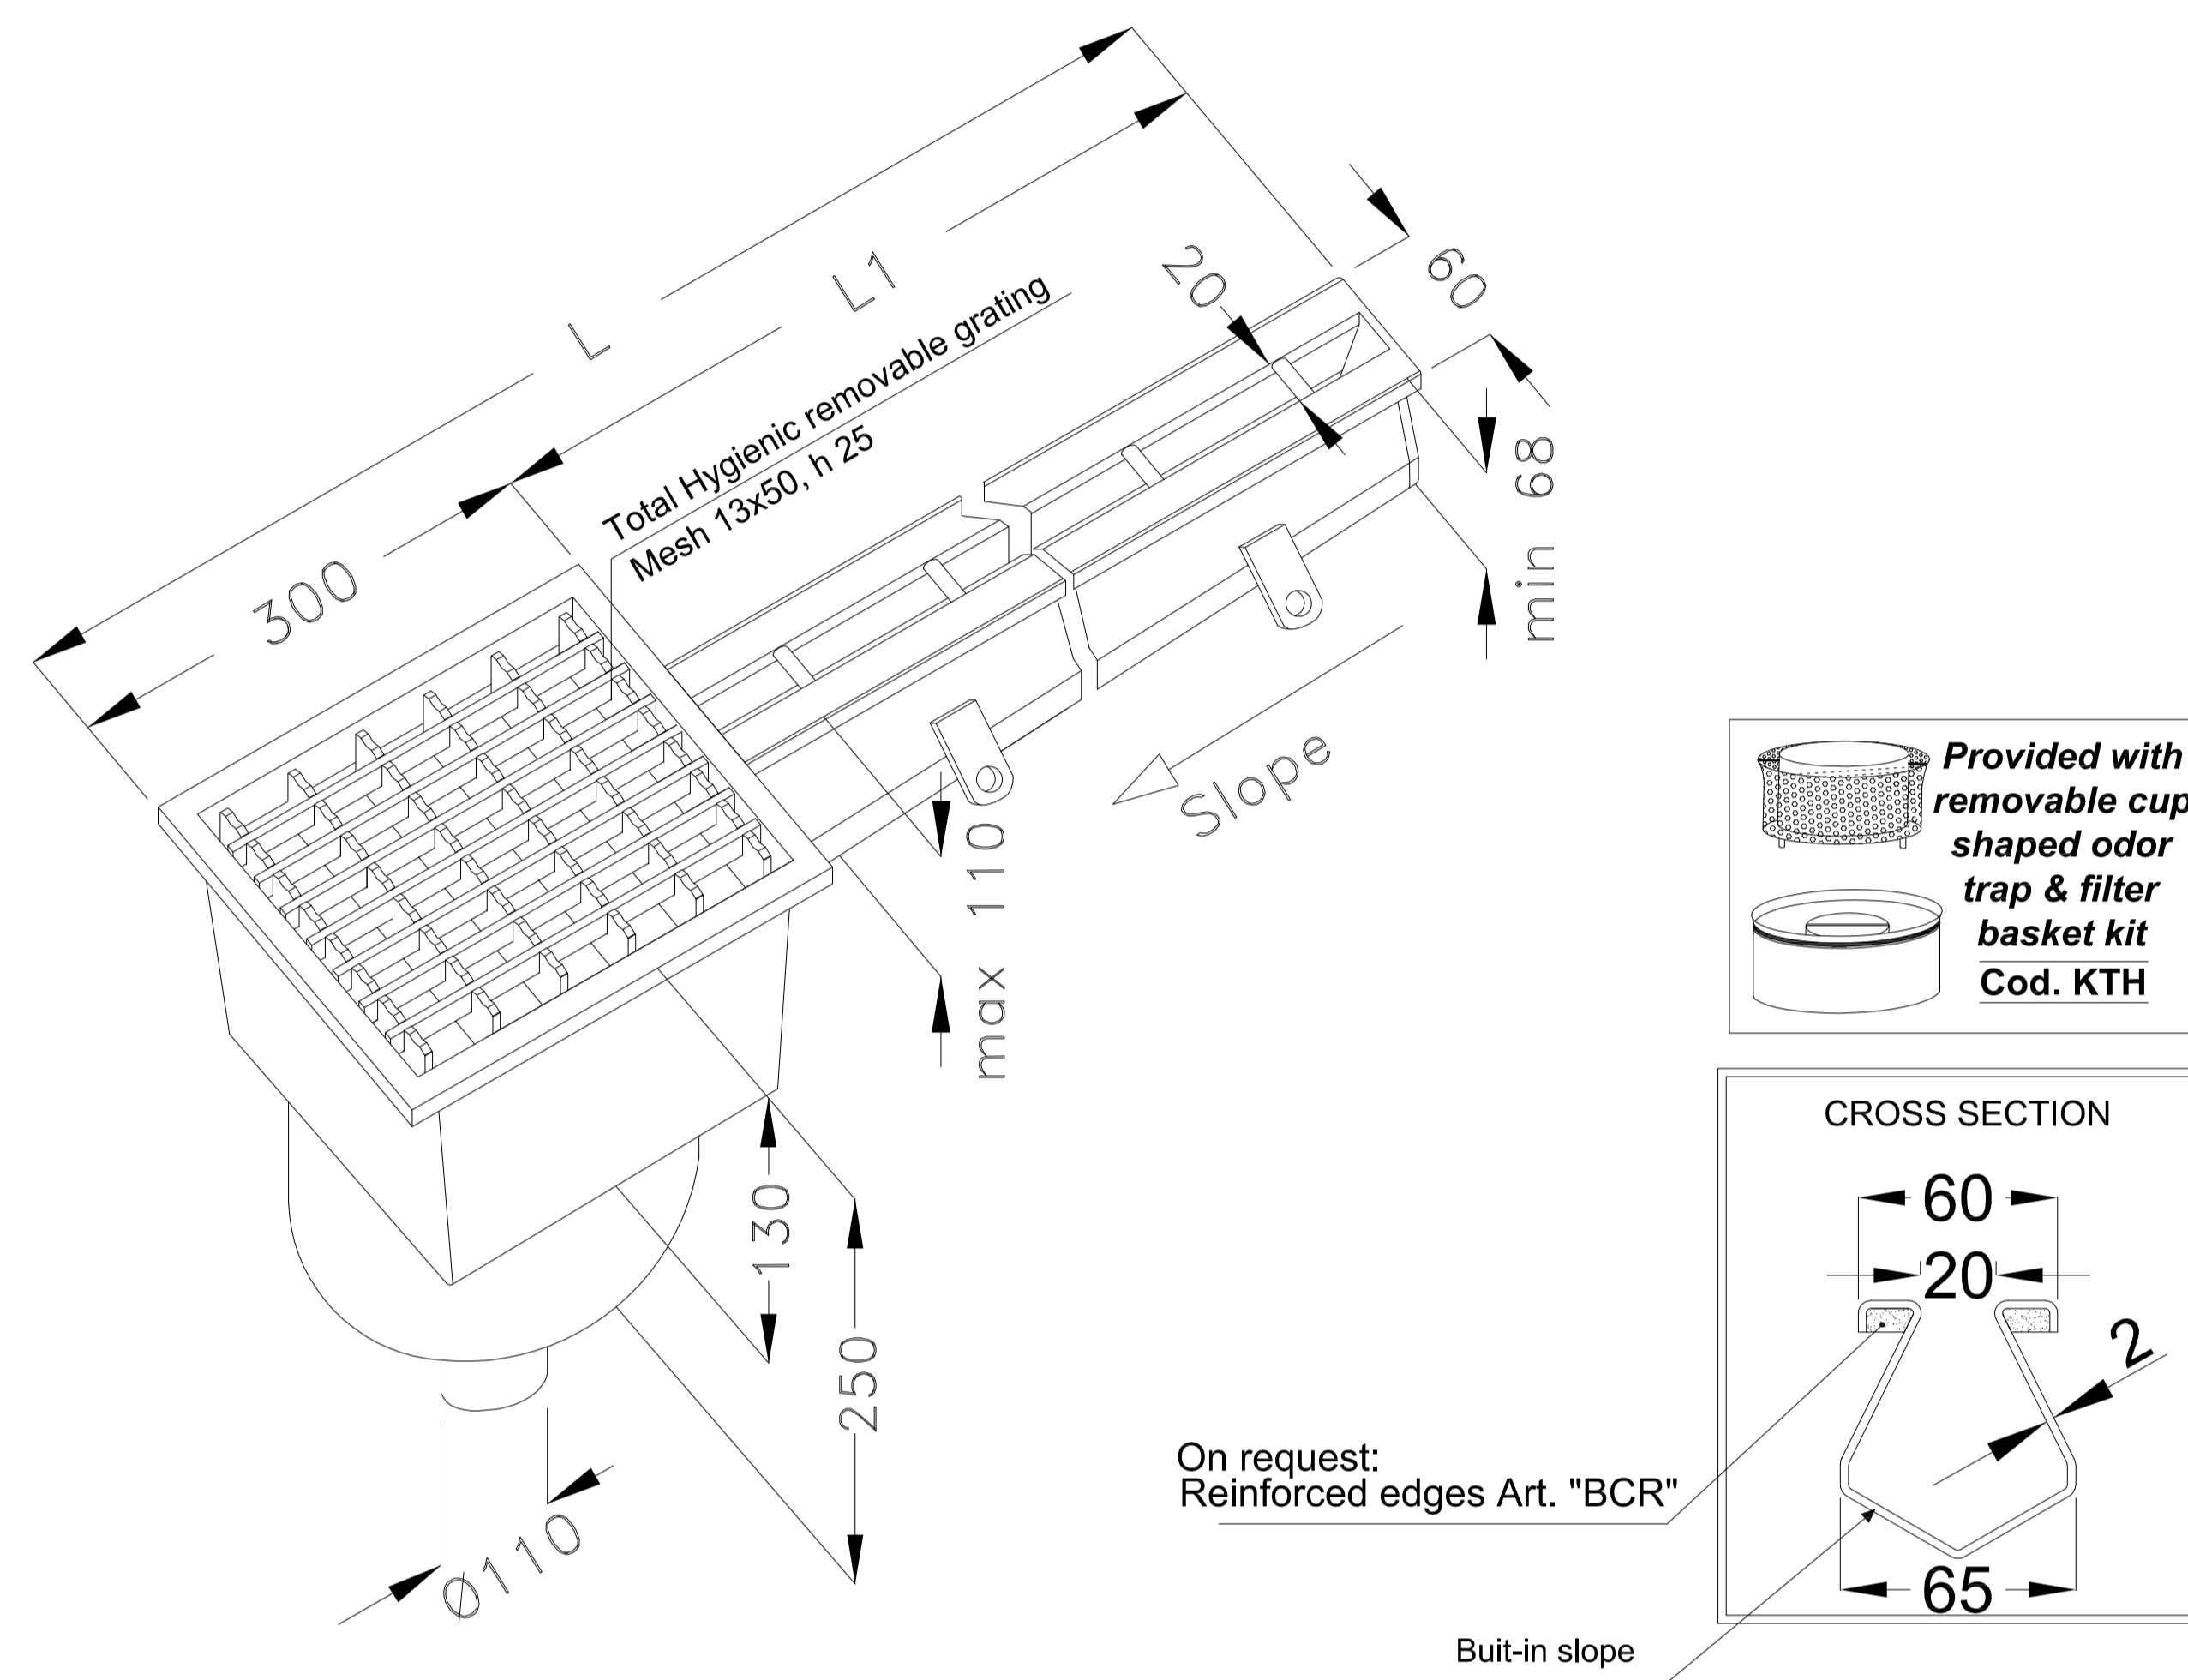 L
L1
300
Total Hygienic removable grating
Mesh 13x50, h 25
20
60
min 68
Slope
max 110
130
250
Ø110
Provided with
removable cup
shaped odor
trap & filter
basket kit
Cod. KTH
CROSS SECTION
60
20
2
65
On request:
Reinforced edges Art. "BCR"
Buit-in slope